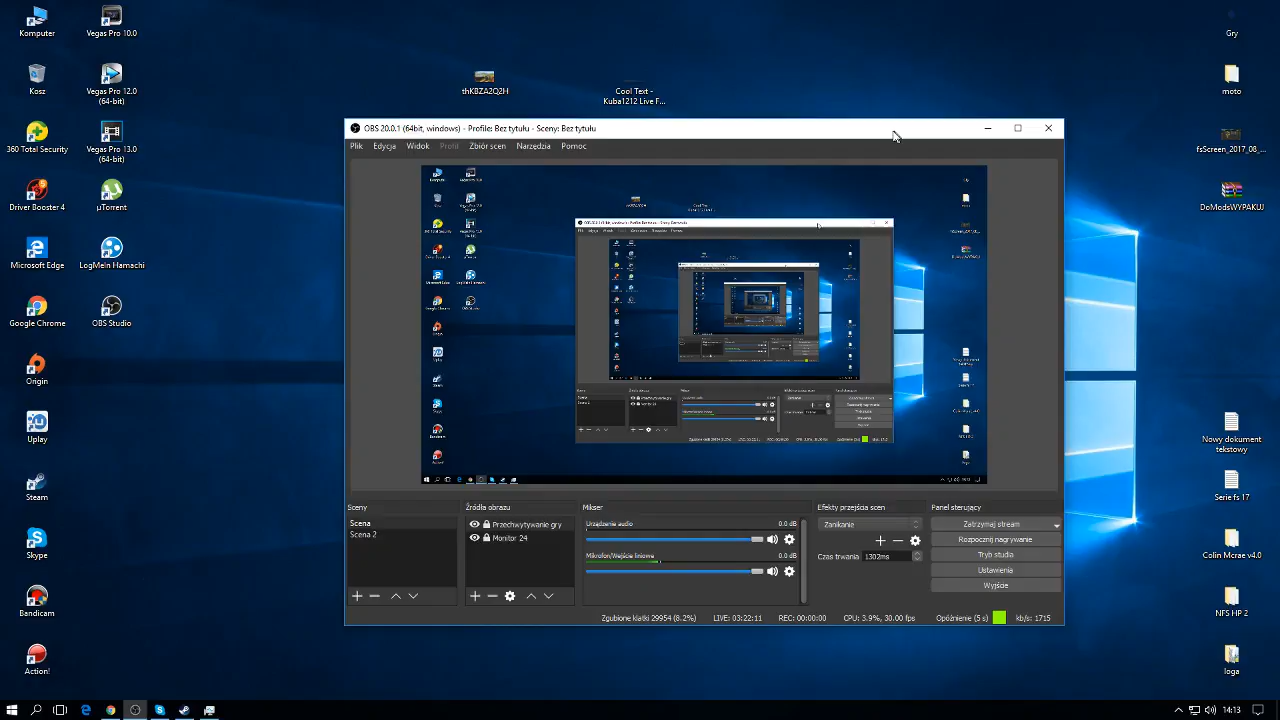 Komputer
Vegas Pro 10.0
Kosz
Vegas Pro 12.0
(64-bit)
360 Total Security
Vegas Pro 13.0
(64-bit)
Driver Booster 4
µTorrent
Microsoft Edge
LogMeIn Hamachi
Google Chrome
OBS Studio
Origin
Uplay
Steam
Skype
Bandicam
Action!
thKBZA2Q2H
Cool Text -
Kuba1212 Live F...
OBS 20.0.1 (64bit, windows) - Profile: Bez tytułu - Sceny: Bez tytułu
Plik Edycja Widok Profil Zbiór scen Narzędzia Pomoc
Sceny
Scena
Scena 2
Źródła obrazu
Przechwytywanie gry
Monitor 24
Mikser
Urządzenie audio 0.0 dB
Mikrofon/Wejście liniowe 0.0 dB
Efekty przejścia scen
Zanikanie
Czas trwania 1302ms
Panel sterujący
Zatrzymaj stream
Rozpocznij nagrywanie
Tryb studia
Ustawienia
Wyjście
Zgubione klatki 29954 (8.2%) LIVE: 03:22:11 REC: 00:00:00 CPU: 3.9%, 30.00 fps Opóźnienie (5 s) kb/s: 1715
Gry
moto
fsScreen_2017_08_...
DoModsWYPAKUJ
Nowy dokument
tekstowy
Serie fs 17
Colin Mcrae v4.0
NFS HP 2
loga
14:13